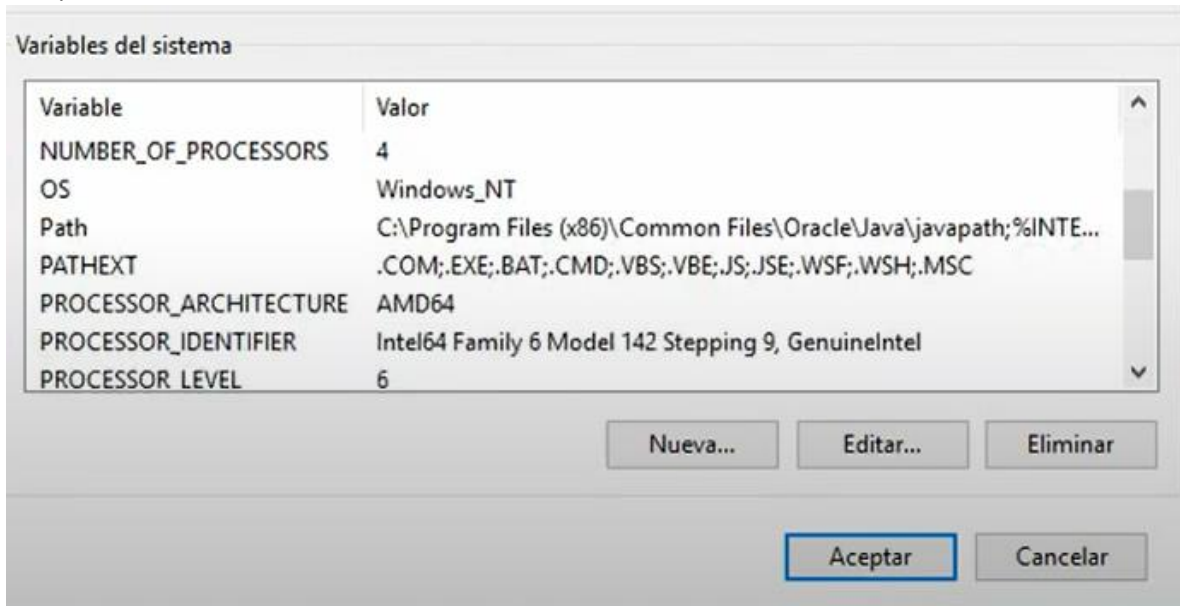 Variables del sistema
Variable Valor
NUMBER_OF_PROCESSORS 4
OS Windows_NT
Path C:\Program Files (x86)\Common Files\Oracle\Java\javapath;%INTE...
PATHEXT .COM;.EXE;.BAT;.CMD;.VBS;.VBE;.JS;.JSE;.WSF;.WSH;.MSC
PROCESSOR_ARCHITECTURE AMD64
PROCESSOR_IDENTIFIER Intel64 Family 6 Model 142 Stepping 9, GenuineIntel
PROCESSOR_LEVEL 6
Nueva... Editar... Eliminar
Aceptar Cancelar